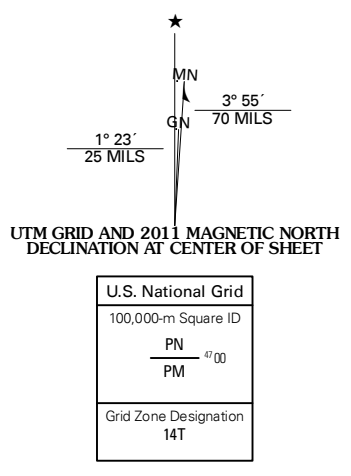 ★
MN
3° 55´
70 MILS
GN
1° 23´
25 MILS
UTM GRID AND 2011 MAGNETIC NORTH
DECLINATION AT CENTER OF SHEET
U.S. National Grid
100,000-m Square ID
PN
4700
PM
Grid Zone Designation
14T